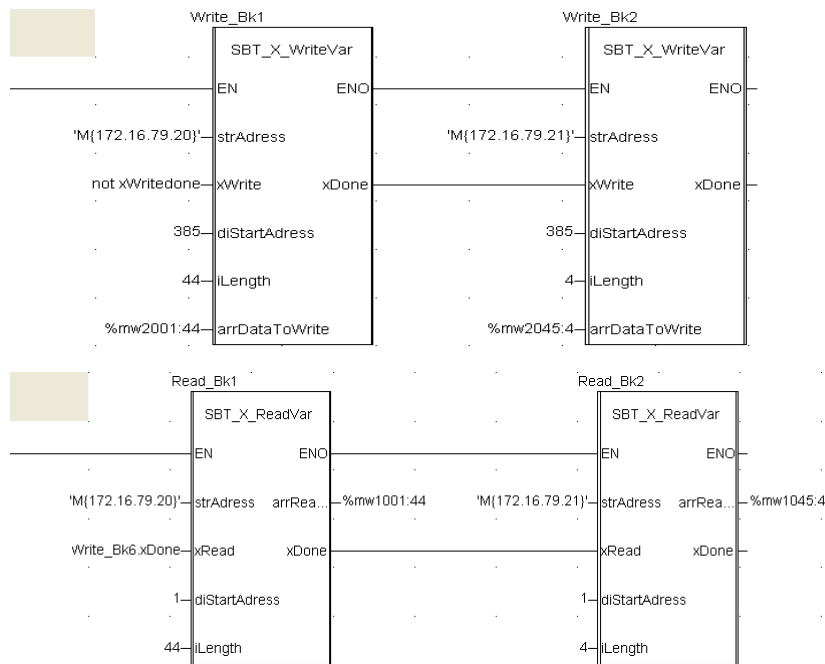 Write_Bk1 Write_Bk2
SBT_X_WriteVar SBT_X_WriteVar
EN ENO EN ENO
'M{172.16.79.20}' strAdress 'M{172.16.79.21}' strAdress
not xWritedone xWrite xDone xWrite xDone
385 diStartAdress 385 diStartAdress
44 iLength 4 iLength
%mw2001:44 arrDataToWrite %mw2045:4 arrDataToWrite
Read_Bk1 Read_Bk2
SBT_X_ReadVar SBT_X_ReadVar
EN ENO EN ENO
'M{172.16.79.20}' strAdress arrRea... %mw1001:44 'M{172.16.79.21}' strAdress arrRea... %mw1045:4
Write_Bk6.xDone xRead xDone xRead xDone
1 diStartAdress 1 diStartAdress
44 iLength 4 iLength